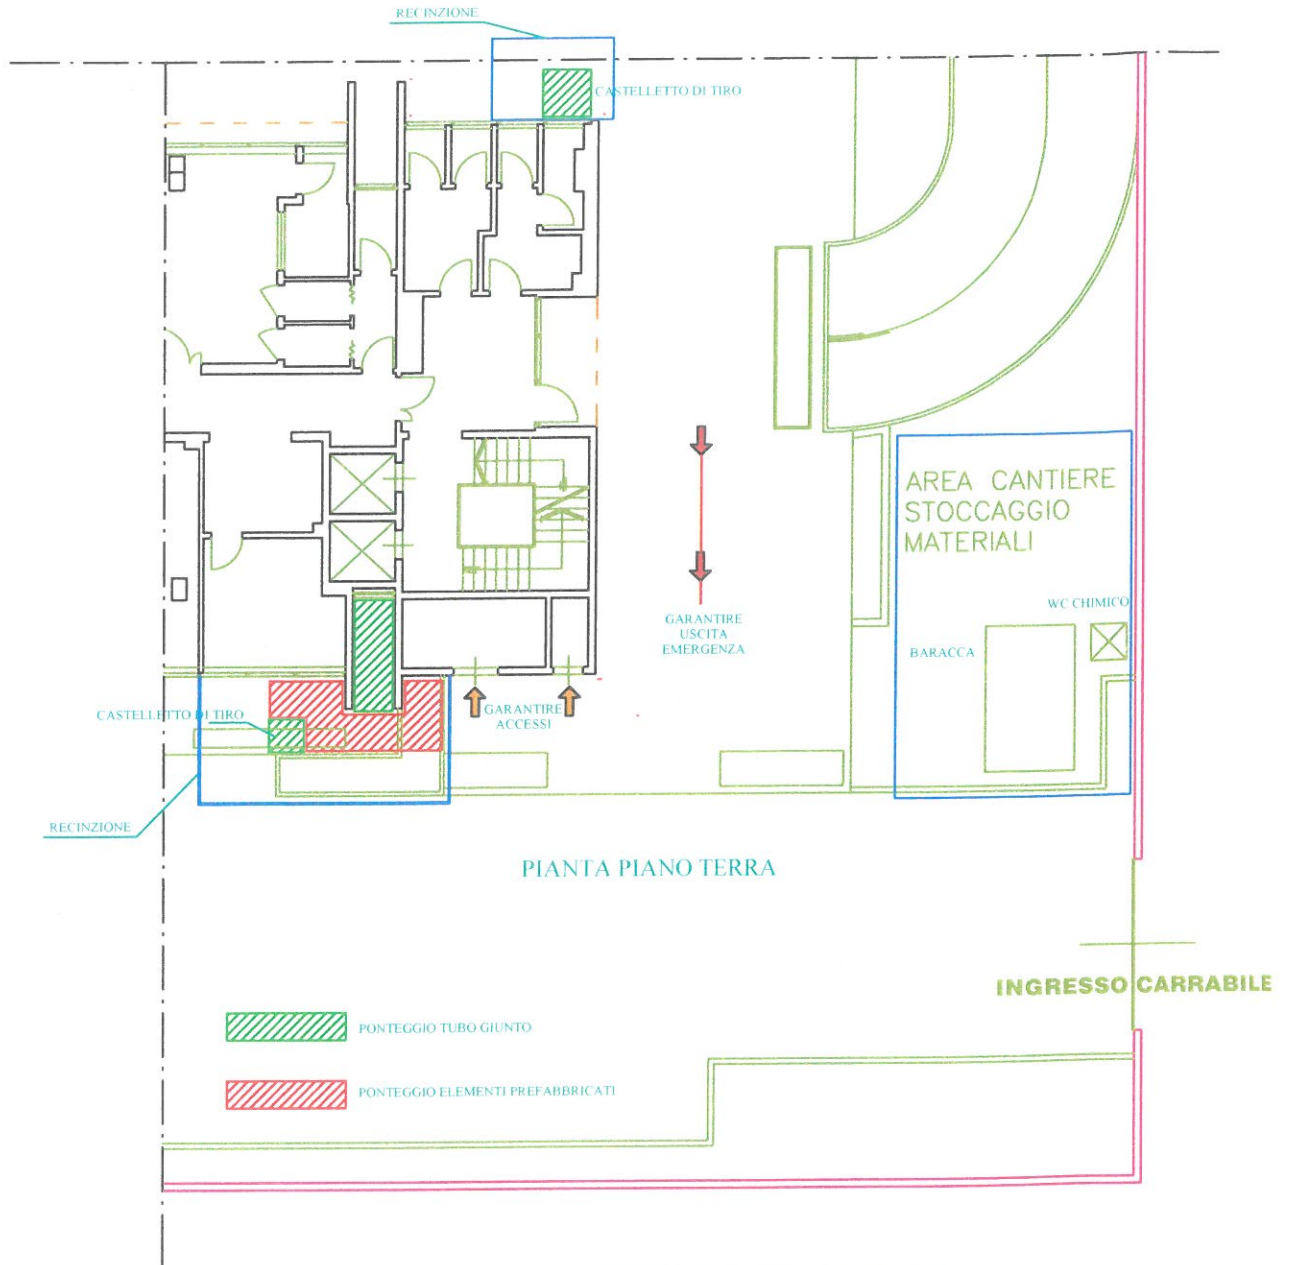 RECINZIONE
CASTELLETTO DI TIRO
AREA CANTIERE
STOCCAGGIO
MATERIALI
WC CHIMICO
BARACCA
GARANTIRE
USCITA
EMERGENZA
GARANTIRE
ACCESSI
CASTELLETTO DI TIRO
RECINZIONE
PIANTA PIANO TERRA
INGRESSO CARRABILE
PONTEGGIO TUBO GIUNTO
PONTEGGIO ELEMENTI PREFABBRICATI